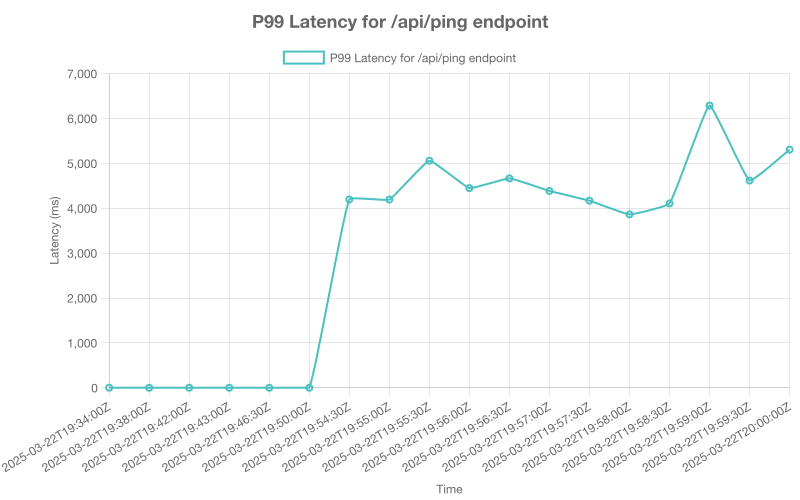 P99 Latency for /api/ping endpoint
P99 Latency for /api/ping endpoint
7,000
6,000
5,000
4,000
3,000
2,000
1,000
0
Latency (ms)
2025-03-22T19:34:00Z
2025-03-22T19:38:00Z
2025-03-22T19:42:00Z
2025-03-22T19:43:00Z
2025-03-22T19:46:30Z
2025-03-22T19:50:00Z
2025-03-22T19:54:30Z
2025-03-22T19:55:00Z
2025-03-22T19:55:30Z
2025-03-22T19:56:00Z
2025-03-22T19:56:30Z
2025-03-22T19:57:00Z
2025-03-22T19:57:30Z
2025-03-22T19:58:00Z
2025-03-22T19:58:30Z
2025-03-22T19:59:00Z
2025-03-22T19:59:30Z
2025-03-22T20:00:00Z
Time